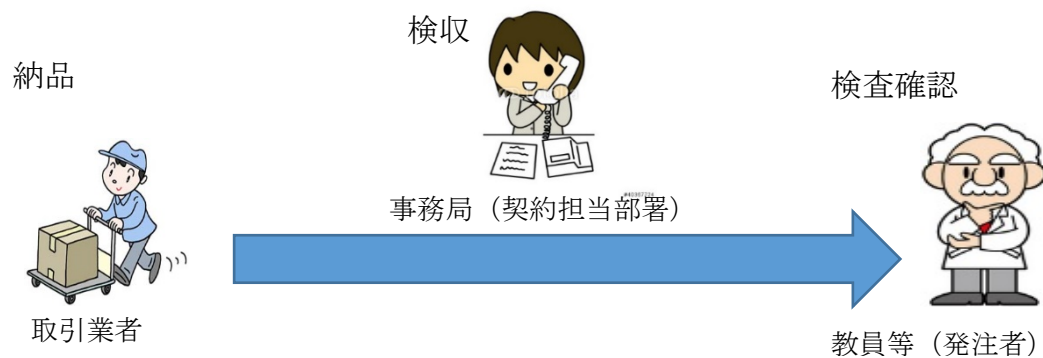 検収
納品
検査確認
事務局（契約担当部署）
取引業者
教員等（発注者）